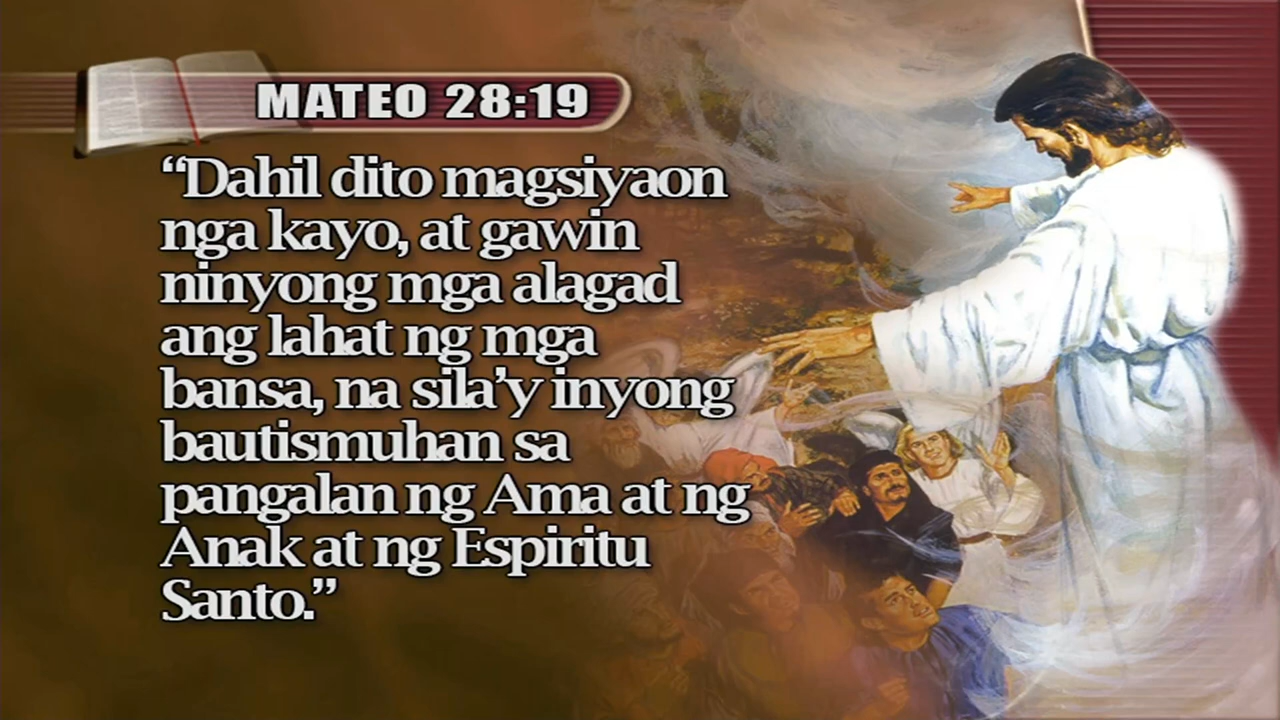 MATEO 28:19
“Dahil dito magsiyaon
nga kayo, at gawin
ninyong mga alagad
ang lahat ng mga
bansa, na sila’y inyong
bautismuhan sa
pangalan ng Ama at ng
Anak at ng Espiritu
Santo.”